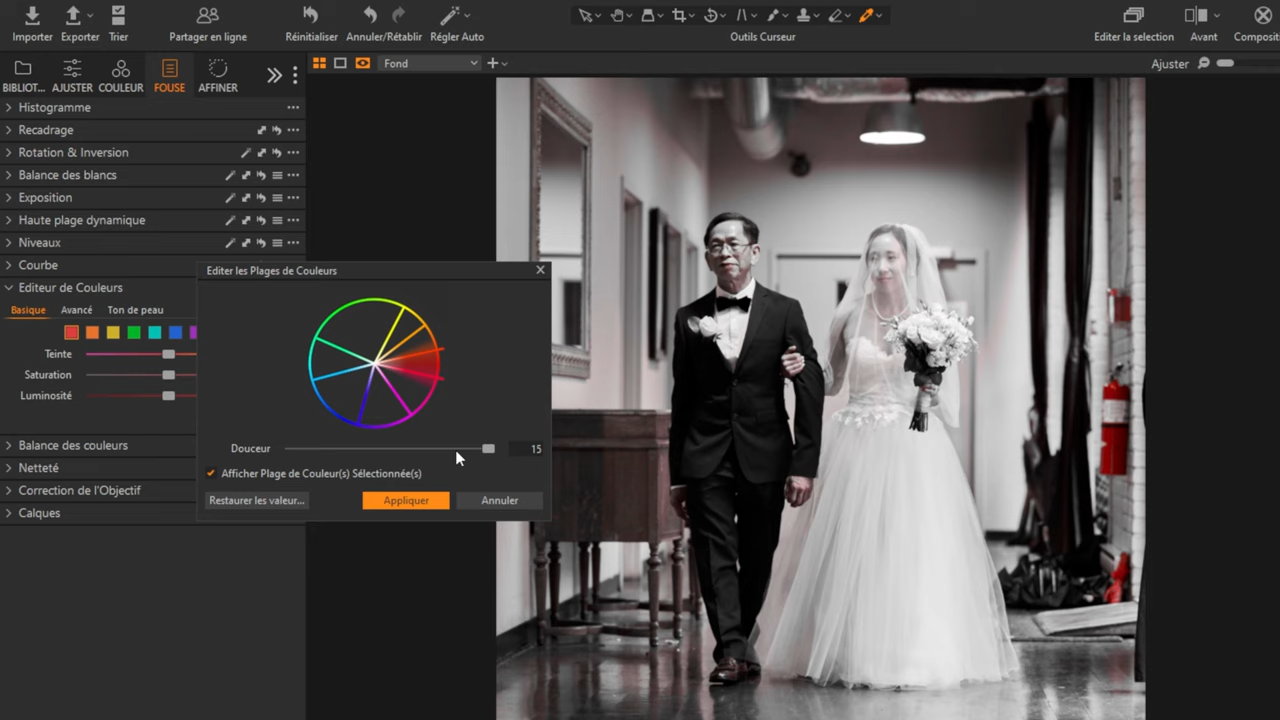 Importer Exporter Trier Partager en ligne Réinitialiser Annuler/Rétablir Régler Auto Outils Curseur Editer la selection Avant Compositi
BIBLIOT... AJUSTER COULEUR FOUSE AFFINER
Fond
Ajuster
Histogramme
Recadrage
Rotation & Inversion
Balance des blancs
Exposition
Haute plage dynamique
Niveaux
Courbe
Editeur de Couleurs
Basique Avancé Ton de peau
Teinte
Saturation
Luminosité
Balance des couleurs
Netteté
Correction de l'Objectif
Calques
Editer les Plages de Couleurs
Douceur 15
Afficher Plage de Couleur(s) Sélectionnée(s)
Restaurer les valeur... Appliquer Annuler